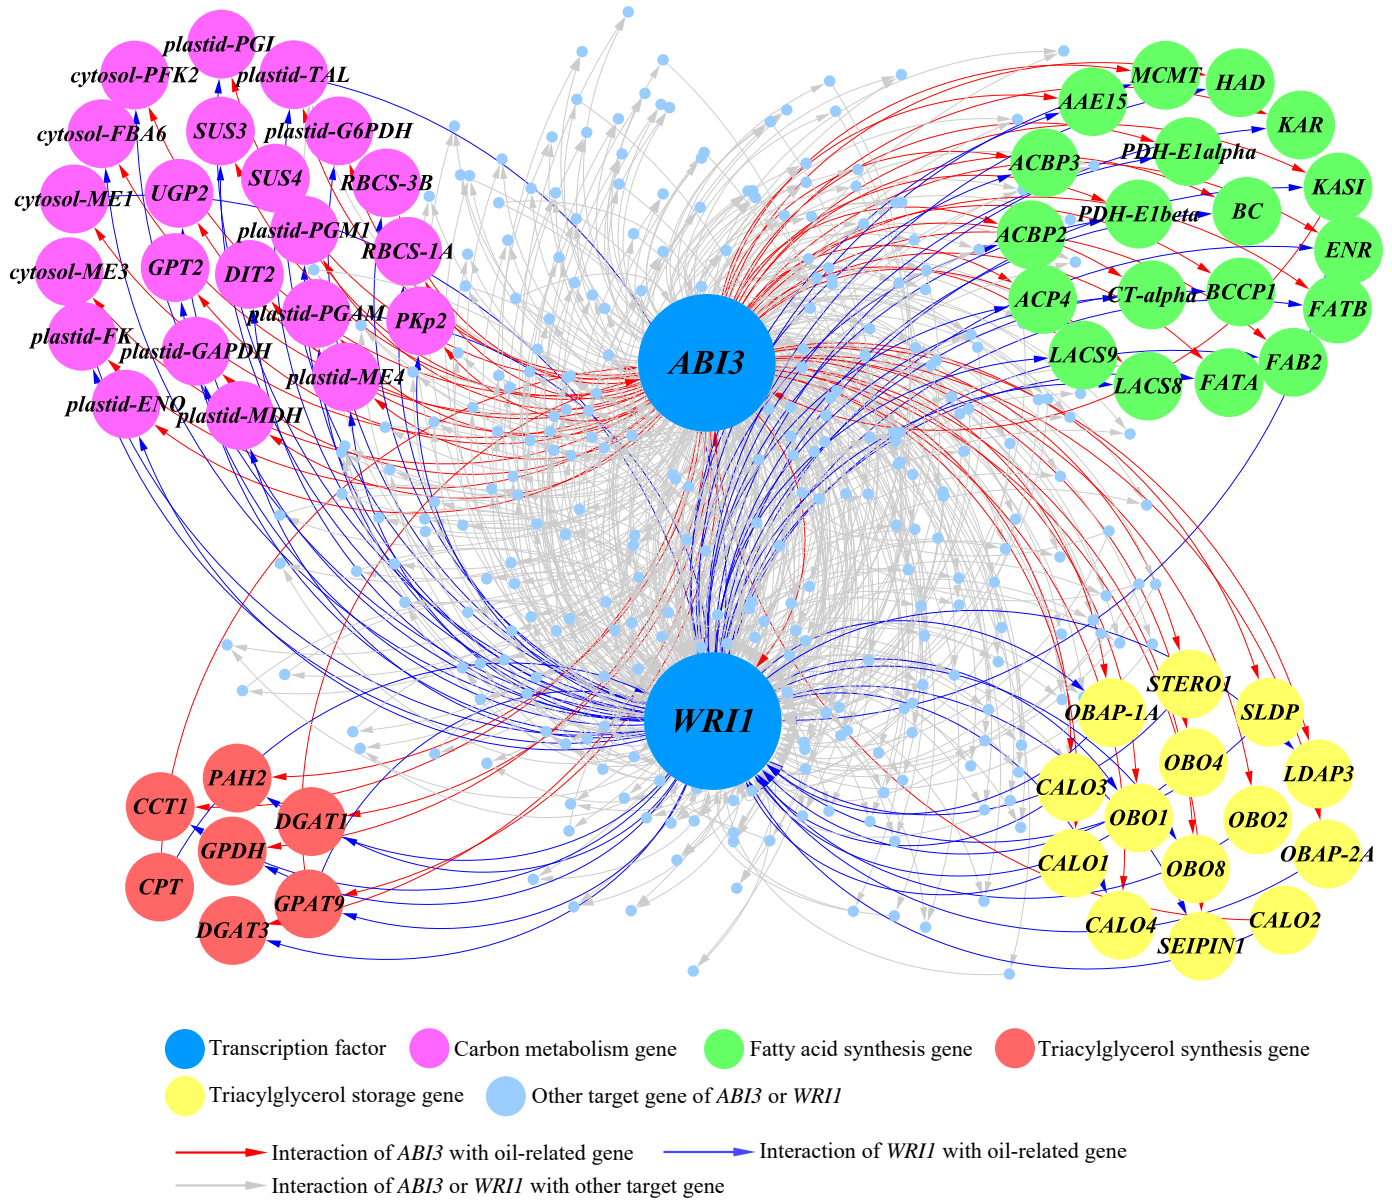 plastid-PGI
cytosol-PFK2
plastid-TAL
cytosol-FBA6
SUS3
plastid-G6PDH
SUS4
RBCS-3B
cytosol-ME1
UGP2
plastid-PGM1
RBCS-1A
cytosol-ME3
GPT2
DIT2
plastid-PGAM
PKp2
plastid-FK
plastid-GAPDH
plastid-ME4
plastid-ENO
plastid-MDH
MCMT
HAD
AAE15
KAR
ACBP3
PDH-E1alpha
KASI
PDH-E1beta
BC
ACBP2
ENR
ACP4
CT-alpha
BCCP1
FATB
LACS9
FAB2
LACS8
FATA
ABI3
WRI1
STERO1
OBAP-1A
SLDP
OBO4
LDAP3
CALO3
OBO1
OBO2
OBAP-2A
CALO1
OBO8
CALO4
CALO2
SEIPIN1
PAH2
CCT1
DGAT1
GPDH
CPT
GPAT9
DGAT3
Transcription factor
Carbon metabolism gene
Fatty acid synthesis gene
Triacylglycerol synthesis gene
Triacylglycerol storage gene
Other target gene of ABI3 or WRI1
Interaction of ABI3 with oil-related gene
Interaction of WRI1 with oil-related gene
Interaction of ABI3 or WRI1 with other target gene